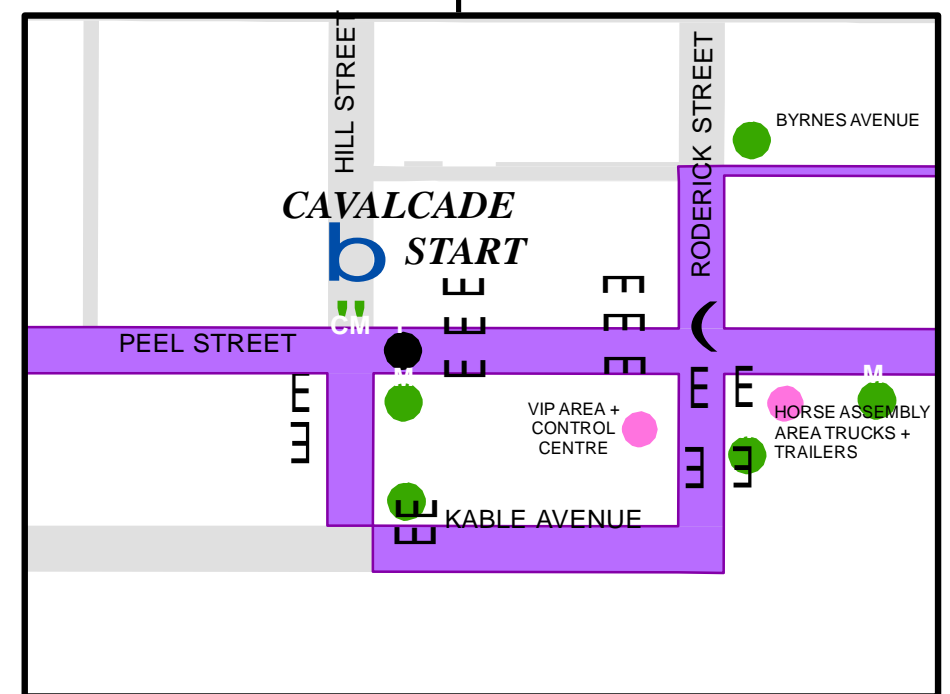 HILL STREET
RODERICK STREET
BYRNES AVENUE
CAVALCADE
START
b
CM
PEEL STREET
M
M
VIP AREA +
CONTROL
CENTRE
HORSE ASSEMBLY
AREA TRUCKS +
TRAILERS
KABLE AVENUE